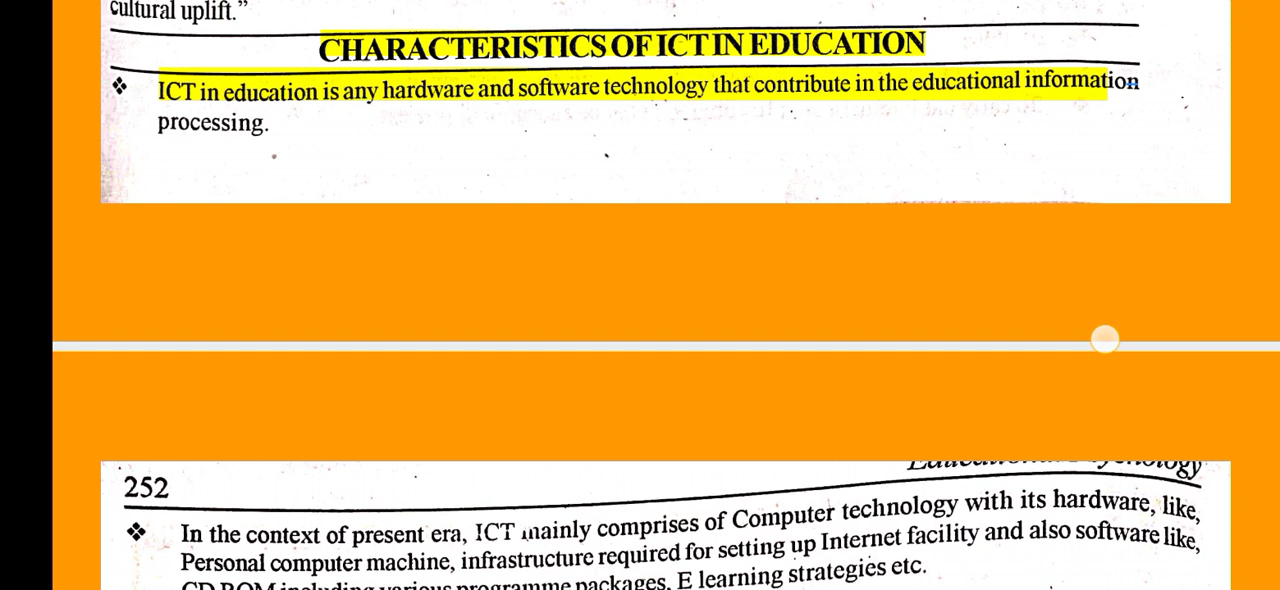 cultural uplift.”
CHARACTERISTICS OF ICT IN EDUCATION
❖ ICT in education is any hardware and software technology that contribute in the educational information
processing.
252
❖ In the context of present era, ICT mainly comprises of Computer technology with its hardware, like,
Personal computer machine, infrastructure required for setting up Internet facility and also software like,
CD ROM including various programme packages, E learning strategies etc.